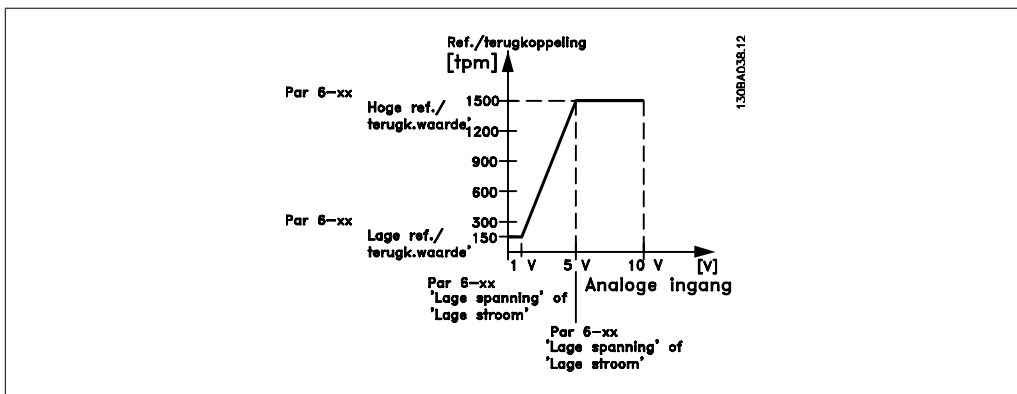 Ref./terugkoppeling
[tpm]
130BA038.12
Par 6-xx
Hoge ref./
terugk.waarde'
1500
1200
900
600
300
150
Par 6-xx
Lage ref./
terugk.waarde'
1 V
5 V
10 V
[V]
Analoge ingang
Par 6-xx
'Lage spanning' of
'Lage stroom'
Par 6-xx
'Lage spanning' of
'Lage stroom'